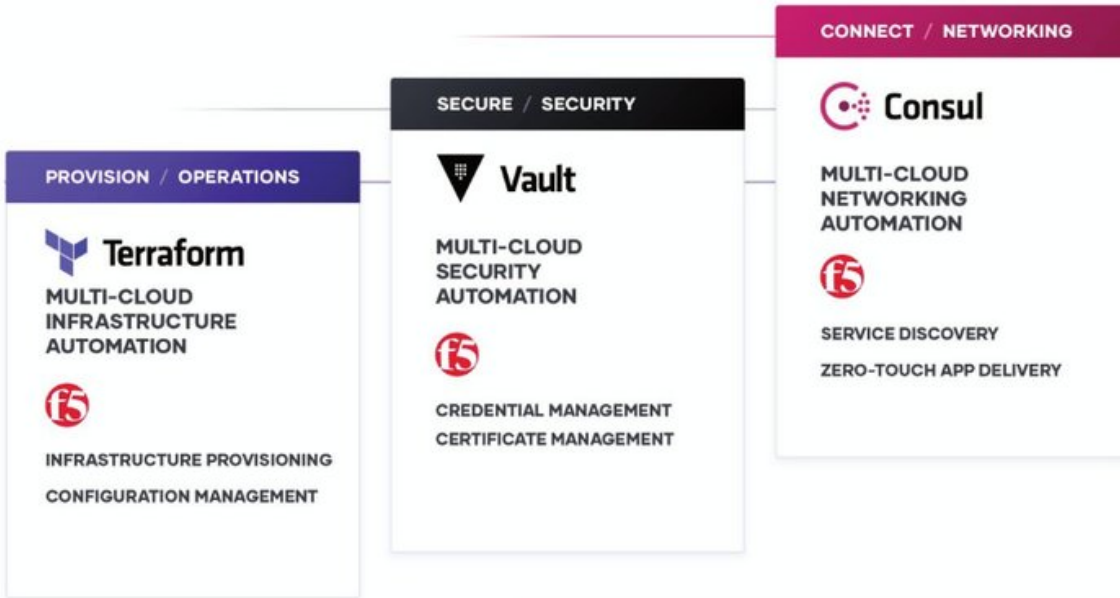 PROVISION / OPERATIONS
Terraform
MULTI-CLOUD
INFRASTRUCTURE
AUTOMATION
f5
INFRASTRUCTURE PROVISIONING
CONFIGURATION MANAGEMENT
SECURE / SECURITY
Vault
MULTI-CLOUD
SECURITY
AUTOMATION
f5
CREDENTIAL MANAGEMENT
CERTIFICATE MANAGEMENT
CONNECT / NETWORKING
Consul
MULTI-CLOUD
NETWORKING
AUTOMATION
f5
SERVICE DISCOVERY
ZERO-TOUCH APP DELIVERY